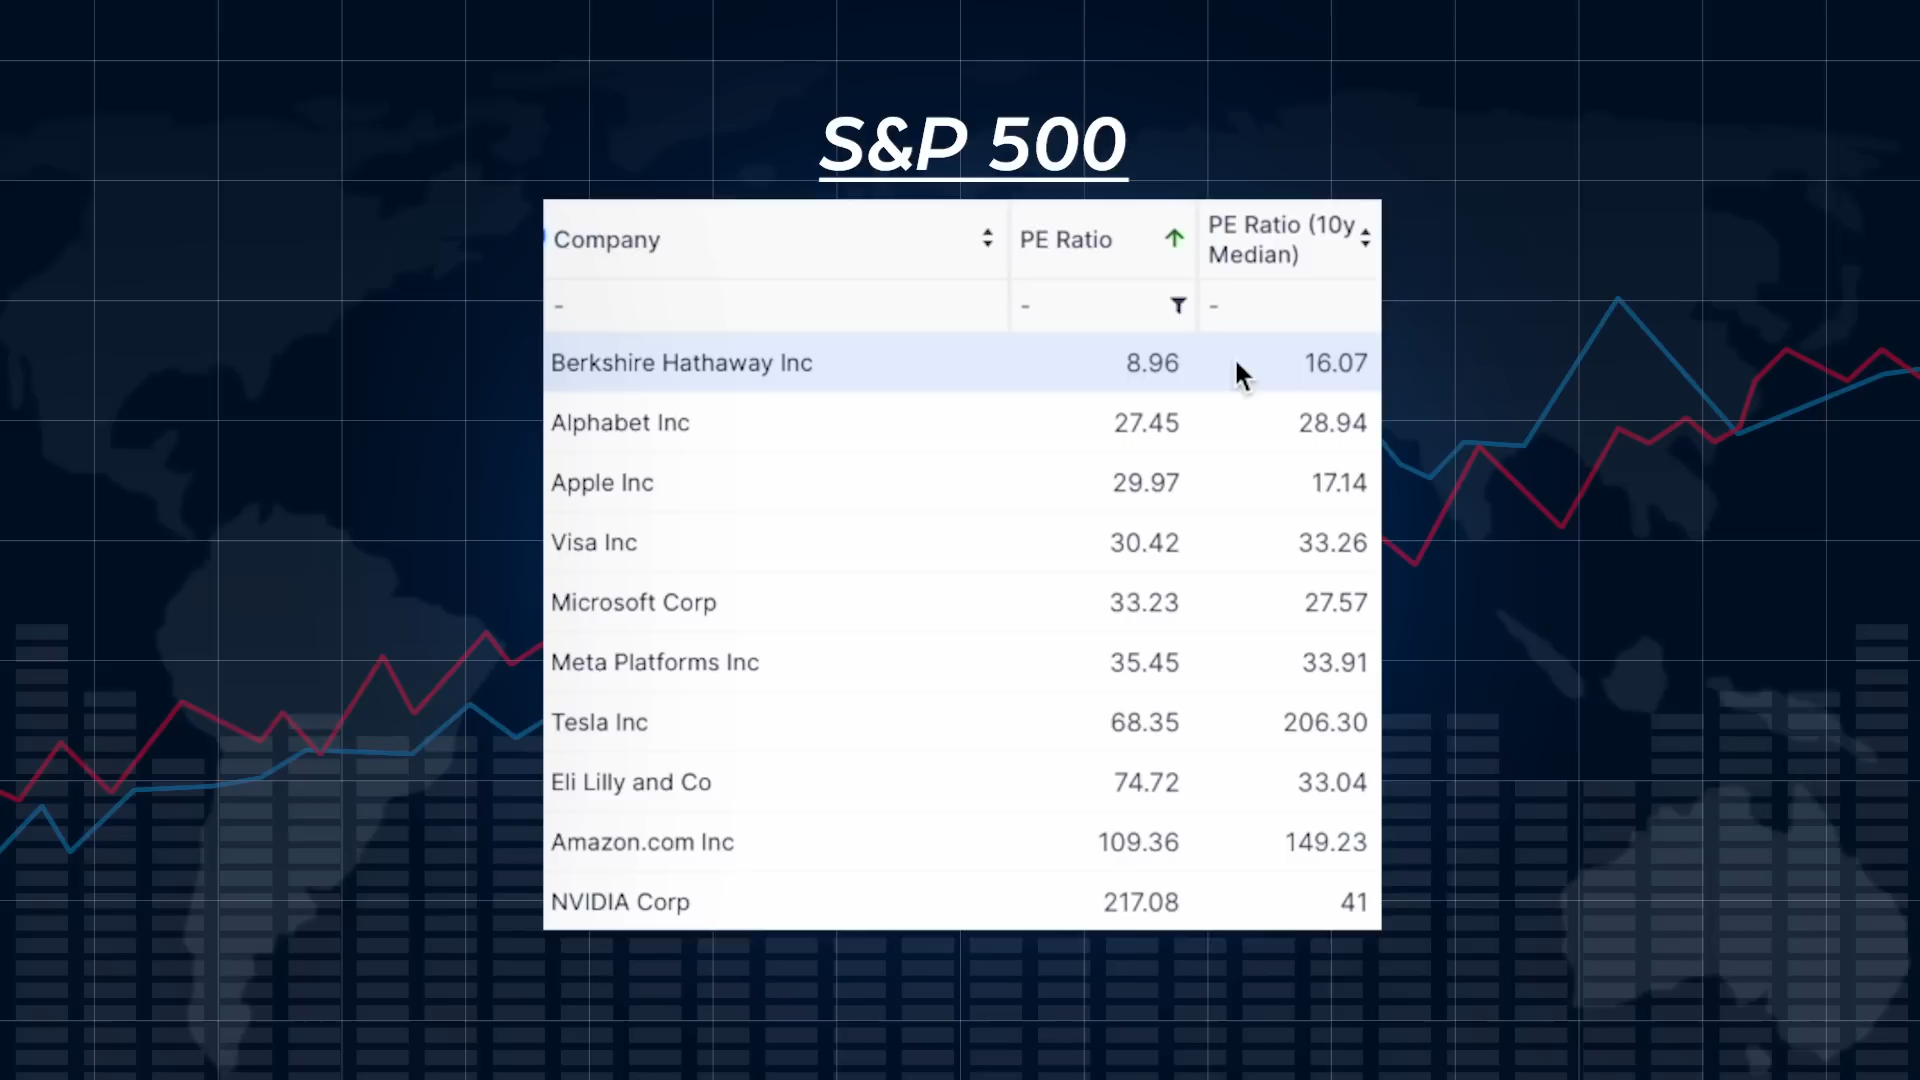 S&P 500
Company PE Ratio PE Ratio (10y
Median)
- - -
Berkshire Hathaway Inc 8.96 16.07
Alphabet Inc 27.45 28.94
Apple Inc 29.97 17.14
Visa Inc 30.42 33.26
Microsoft Corp 33.23 27.57
Meta Platforms Inc 35.45 33.91
Tesla Inc 68.35 206.30
Eli Lilly and Co 74.72 33.04
Amazon.com Inc 109.36 149.23
NVIDIA Corp 217.08 41